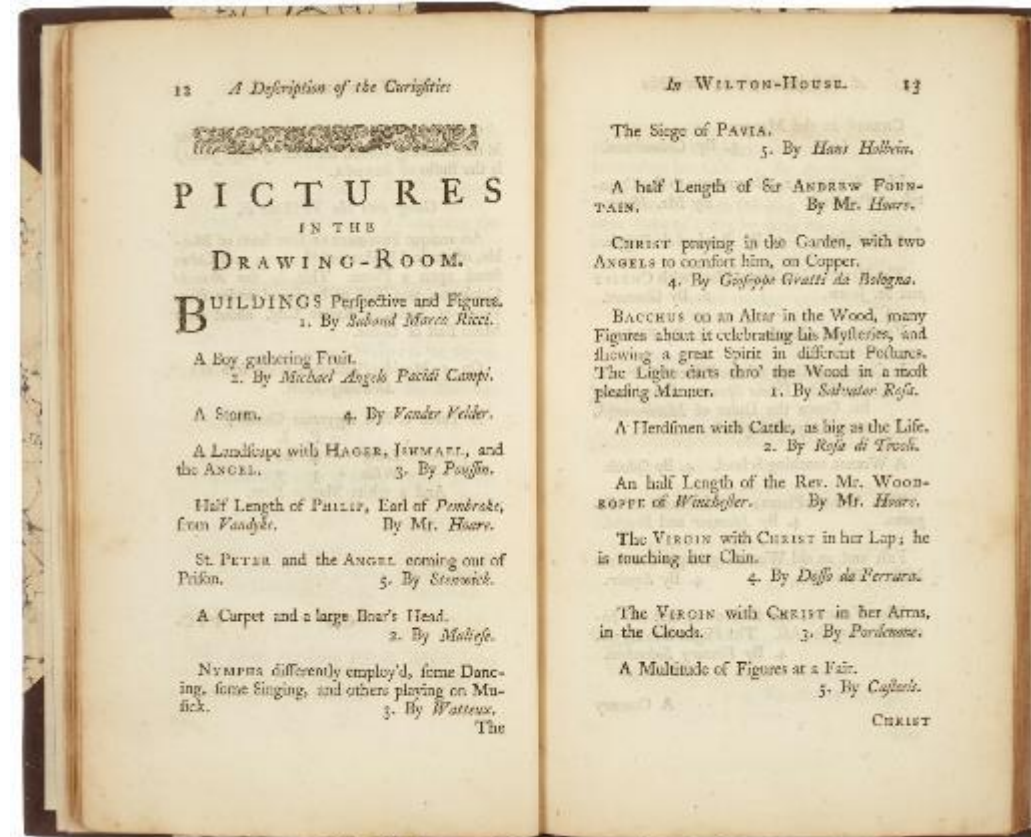 12 A Deſcription of the Curioſities
PICTURES
IN THE
DRAWING-ROOM.
BUILDINGS Perſpective and Figures.
1. By Marco Ricci.
A Boy gathering Fruit.
2. By Michael Angelo Pacidi Campi.
A Storm. 4. By Vander Velder.
A Landſcape with HAGER, ISHMAEL, and
the ANGEL. 3. By Pouſſin.
Half Length of PHILIP, Earl of Pembroke,
from Vandyke. By Mr. Hoare.
St. PETER and the ANGEL coming out of
Priſon. 5. By Stenwick.
A Carpet and a large Boar's Head.
2. By Malteſe.
NYMPHS differently employ'd, ſome Danc-
ing, ſome Singing, and others playing on Mu-
ſick. 3. By Watteux.
The
In WILTON-HOUSE. 13
The Siege of PAVIA.
5. By Hans Holbein.
A half Length of Sir ANDREW FOUN-
TAIN. By Mr. Hoare.
CHRIST praying in the Garden, with two
ANGELS to comfort him, on Copper.
4. By Gioſeppe Gratti da Bologna.
BACCHUS on an Altar in the Wood, many
Figures about it celebrating his Myſteries, and
ſhewing a great Spirit in different Poſtures.
The Light darts thro' the Wood in a moſt
pleaſing Manner. 1. By Salvator Roſa.
A Herdſmen with Cattle, as big as the Life.
2. By Roſa di Tivoli.
An half Length of the Rev. Mr. WOOD-
ROFFE of Wincheſter. By Mr. Hoare.
The VIRGIN with CHRIST in her Lap; he
is touching her Chin.
4. By Doſſo da Ferrara.
The VIRGIN with CHRIST in her Arms,
in the Clouds. 3. By Pordenone.
A Multitude of Figures at a Fair.
5. By Caſteels.
CHRIST